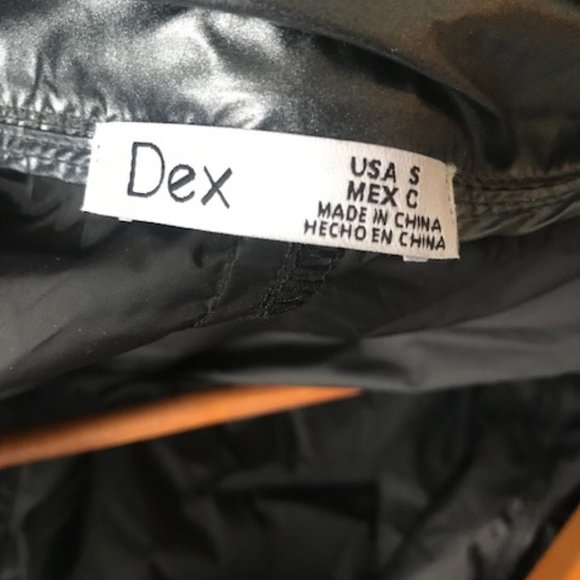 Dex
USA S
MEX C
MADE IN CHINA
HECHO EN CHINA